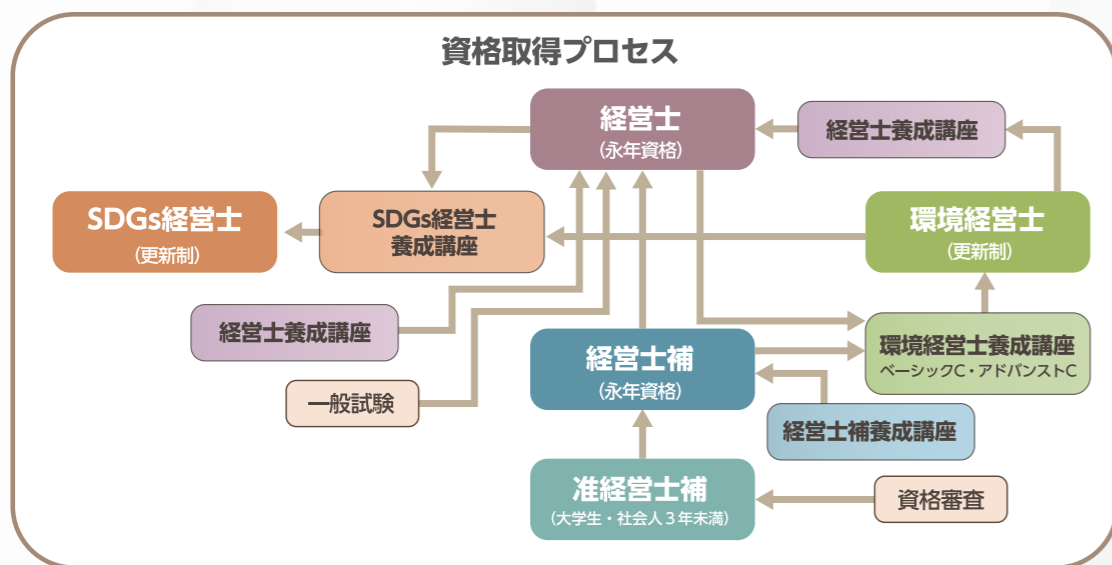 資格取得プロセス
経営士
(永年資格)
経営士養成講座
SDGs経営士
(更新制)
SDGs経営士
養成講座
環境経営士
(更新制)
経営士養成講座
経営士補
(永年資格)
環境経営士養成講座
ベーシックC・アドバンストC
一般試験
経営士補養成講座
准経営士補
(大学生・社会人3年未満)
資格審査